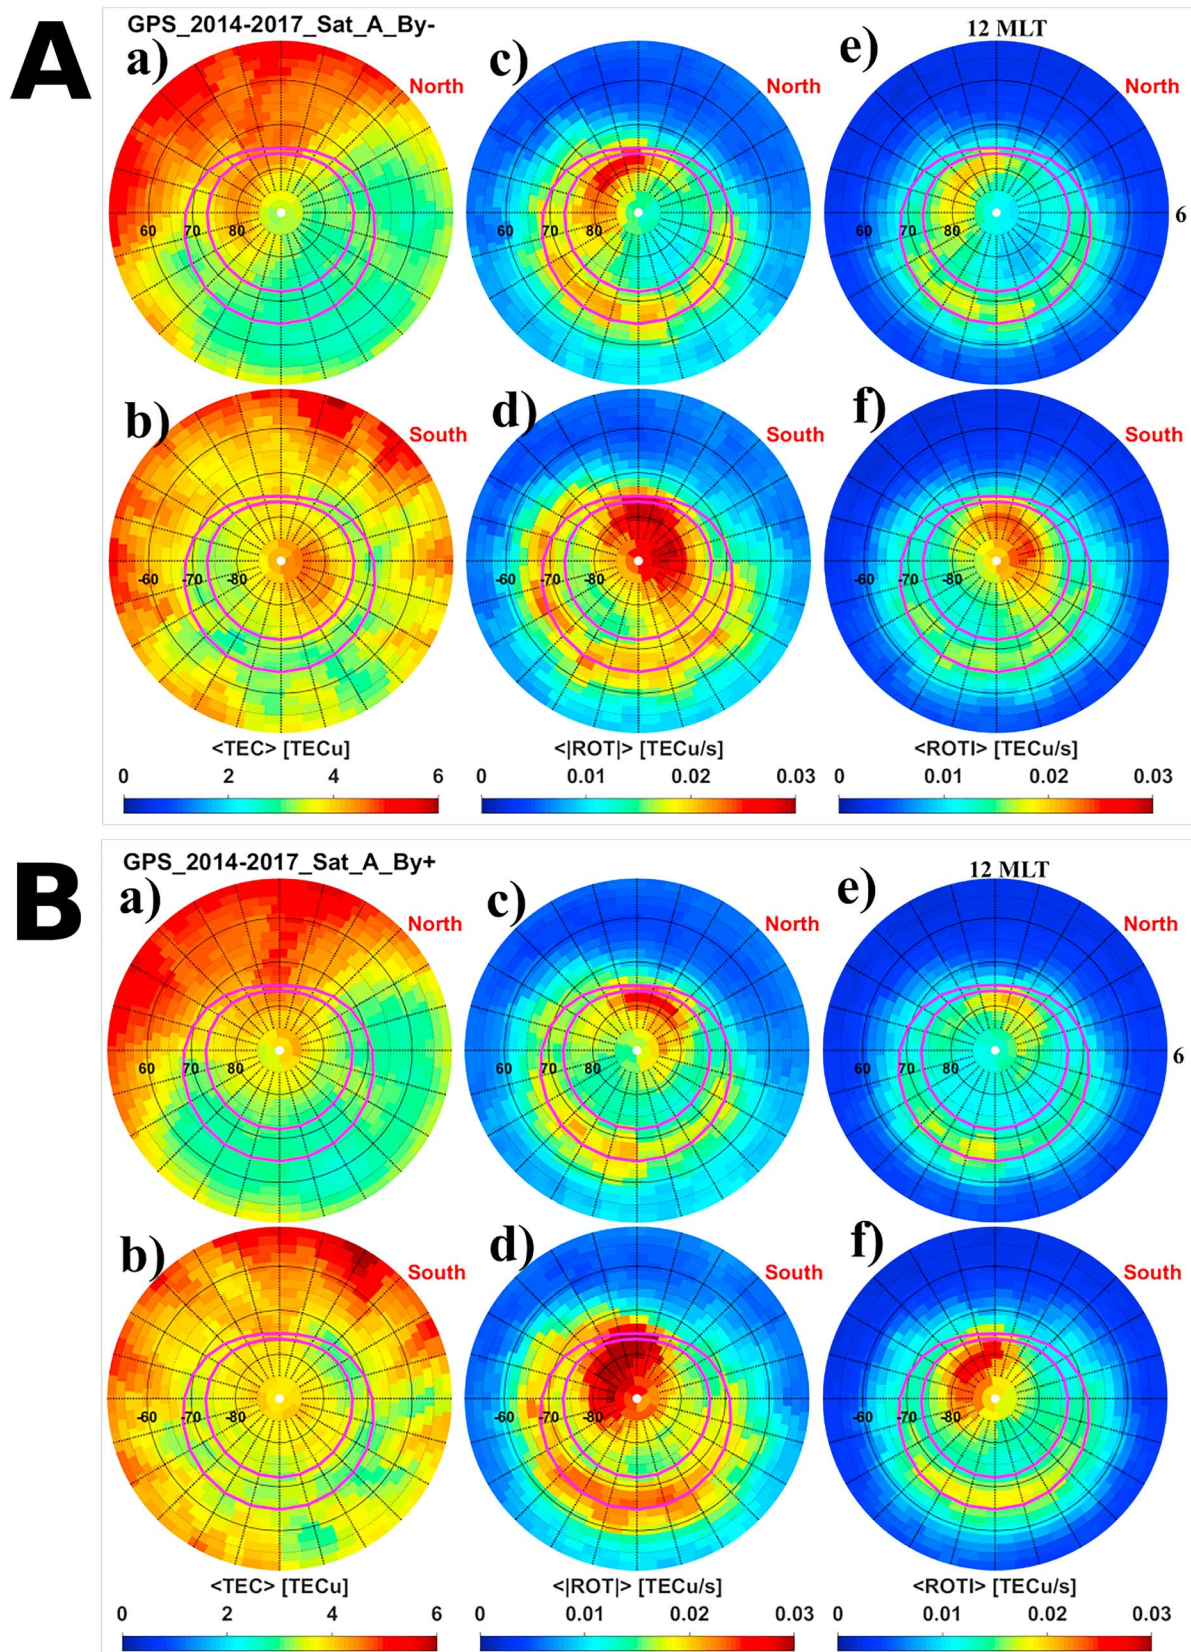 A
GPS_2014-2017_Sat_A_By-
12 MLT
a) c) e)
North North North
60 70 80 60 70 80 60 70 80 6
b) d) f)
South South South
-60 -70 -80 -60 -70 -80 -60 -70 -80
<TEC> [TECu] <|ROT|> [TECu/s] <ROTI> [TECu/s]
0 2 4 6 0 0.01 0.02 0.03 0 0.01 0.02 0.03
B
GPS_2014-2017_Sat_A_By+
12 MLT
a) c) e)
North North North
60 70 80 60 70 80 60 70 80 6
b) d) f)
South South South
-60 -70 -80 -60 -70 -80 -60 -70 -80
<TEC> [TECu] <|ROT|> [TECu/s] <ROTI> [TECu/s]
0 2 4 6 0 0.01 0.02 0.03 0 0.01 0.02 0.03